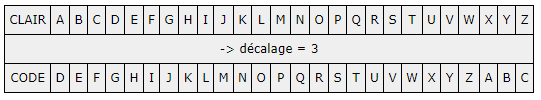 CLAIR A B C D E F G H I J K L M N O P Q R S T U V W X Y Z
-> décalage = 3
CODE D E F G H I J K L M N O P Q R S T U V W X Y Z A B C